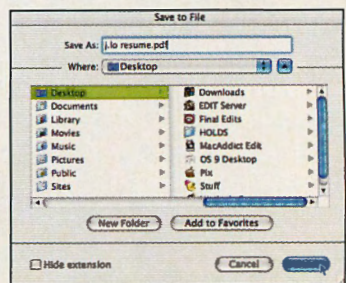 Save to File
Save As: j.lo resume.pdf
Where: Desktop
Desktop
Documents
Library
Movies
Music
Pictures
Public
Sites
Downloads
EDIT Server
Final Edits
HOLDS
MacAddict Edit
OS 9 Desktop
Pix
Stuff
New Folder
Add to Favorites
Hide extension
Cancel